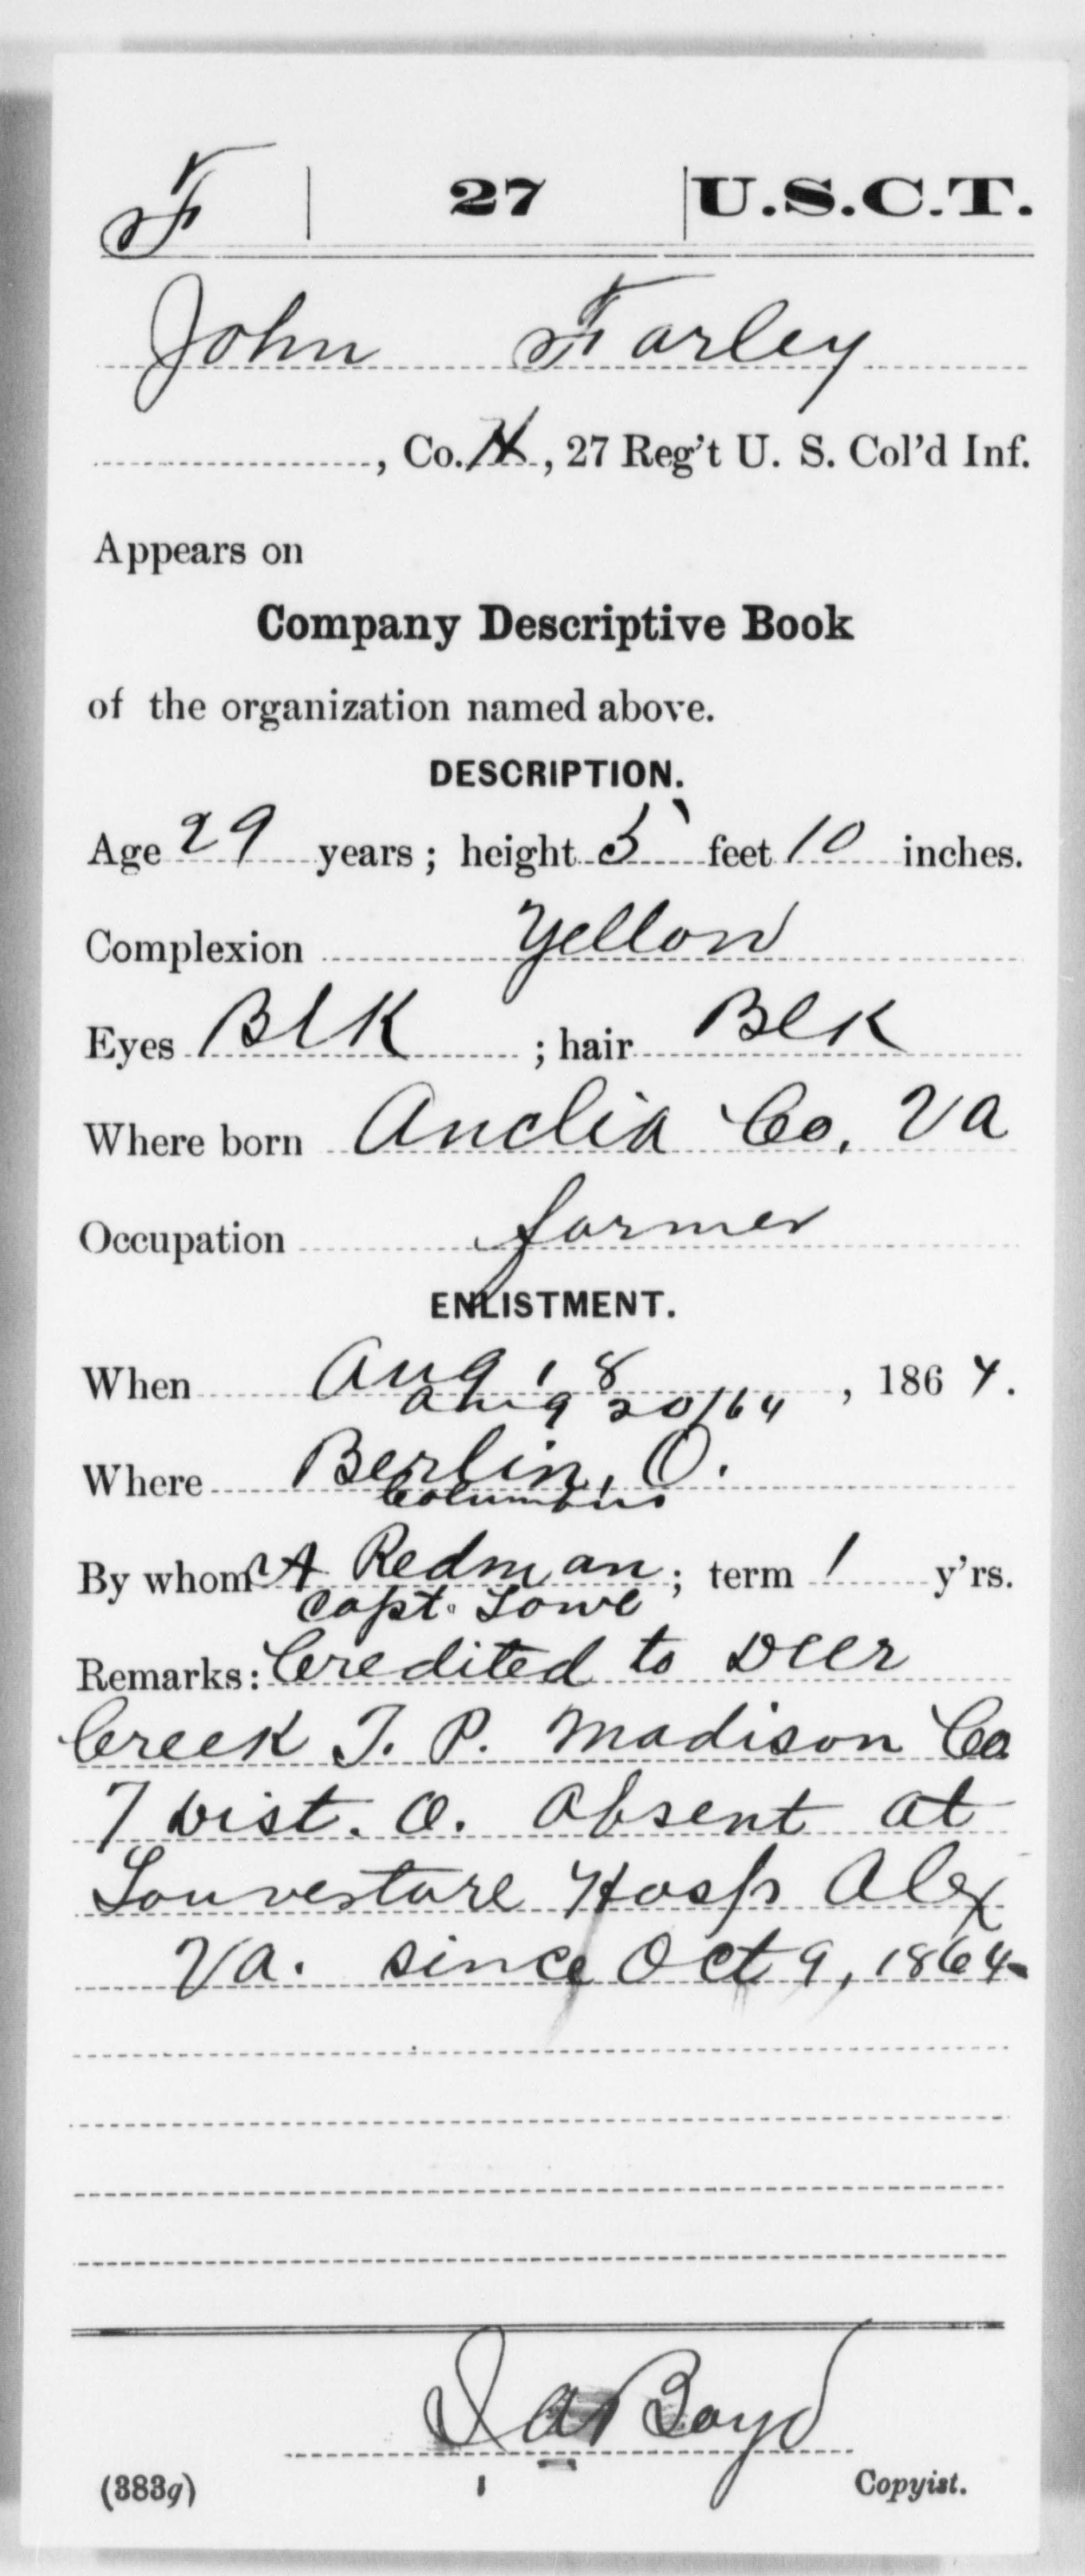 F | 27 | U.S.C.T.
John Farley
, Co. H, 27 Reg't U. S. Col'd Inf.
Appears on
Company Descriptive Book
of the organization named above.
DESCRIPTION.
Age 29 years; height 5 feet 10 inches.
Complexion Yellow
Eyes Blk ; hair Blk
Where born Anclia Co, Va
Occupation farmer
ENLISTMENT.
When Aug 18, 1864.
Aug 20/64
Where Berlin, O.
Columbus
By whom A Redman; term 1 y'rs.
Capt. Lowe
Remarks: Credited to Deer
Creek T. P. Madison Co
7 Dist. O. Absent at
Louverture Hosp Alex
Va. since Oct 9, 1864
Boyd
(383g) Copyist.